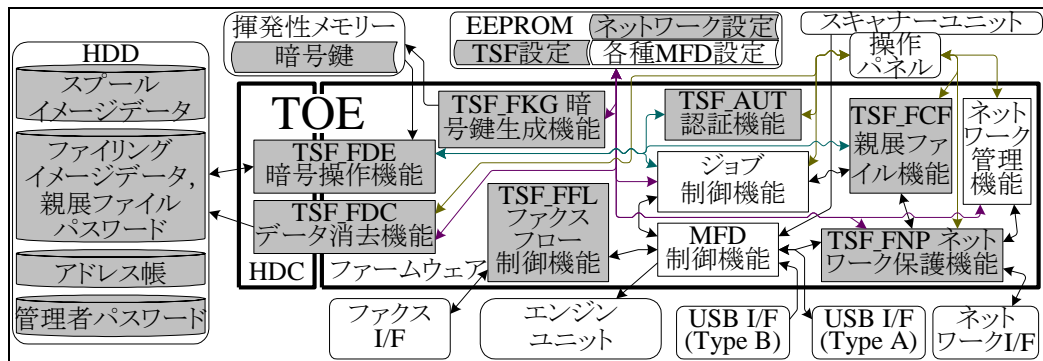 HDD
スプール
イメージデータ
ファイリング
イメージデータ,
親展ファイル
パスワード
アドレス帳
管理者パスワード
揮発性メモリー
暗号鍵
EEPROM
ネットワーク設定
TSF設定
各種MFD設定
スキャナーユニット
操作
パネル
TOE
TSF_FKG 暗
号鍵生成機能
TSF_AUT
認証機能
TSF_FCF
親展ファ
イル機能
ネット
ワーク
管理
機能
TSF_FDE
暗号操作機能
ジョブ
制御機能
TSF_FDC
データ消去機能
TSF_FFL
ファクス
フロー
制御機能
MFD
制御機能
TSF_FNP ネット
ワーク保護機能
HDC
ファームウェア
ファクス
I/F
エンジン
ユニット
USB I/F
(Type B)
USB I/F
(Type A)
ネット
ワークI/F